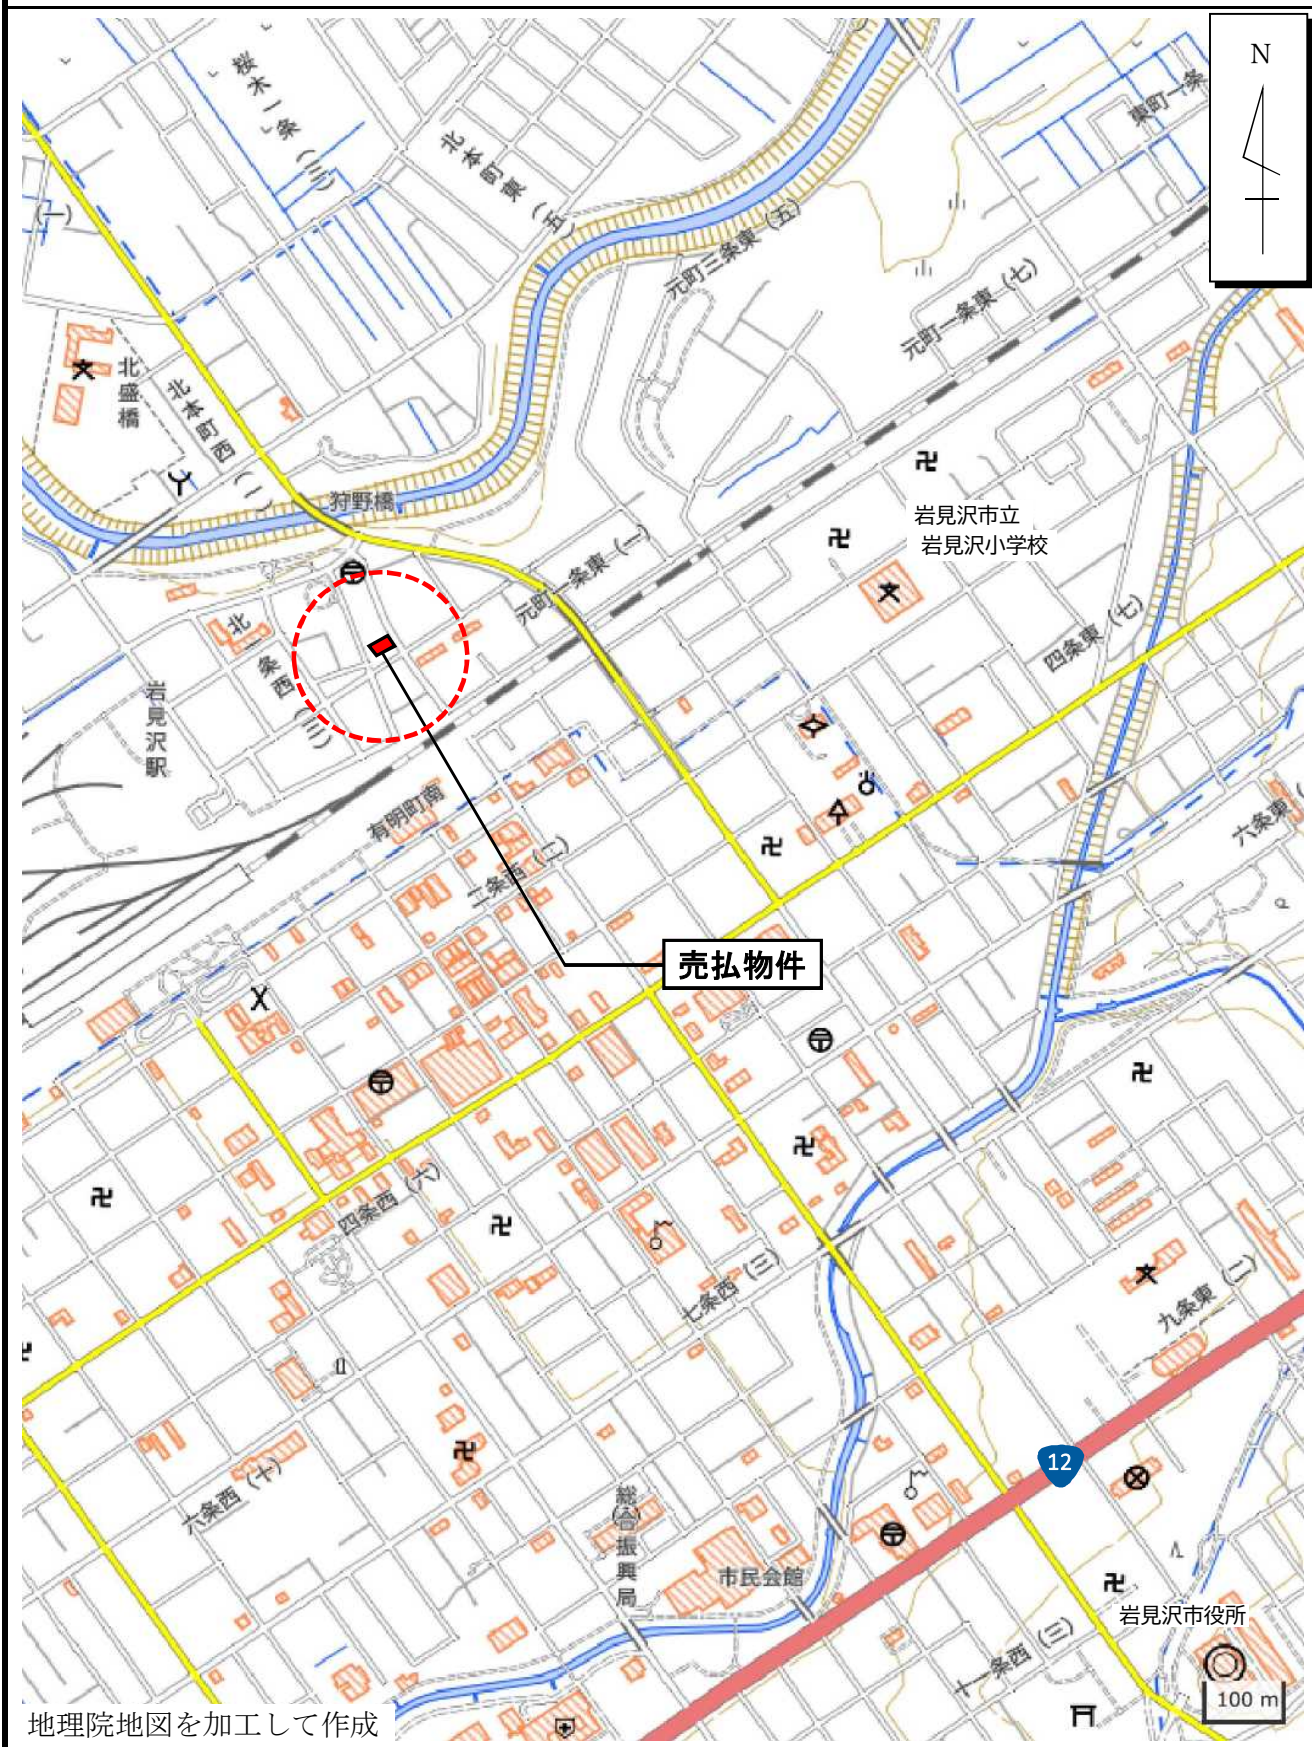 N
桜木一条(三)
北本町東(五)
東町一条
(一)
元町三条東(五)
元町一条東(七)
北盛橋
北本町西(一)
狩野橋
岩見沢市立
岩見沢小学校
元町一条東(一)
四条東(七)
北一条西(三)
岩見沢駅
有明町南
二条西(二)
六条東(
売払物件
四条西(六)
七条西(三)
九条東(二)
12
六条西(十)
総合振興局
市民会館
岩見沢市役所
十一条西(三)
100 m
地理院地図を加工して作成